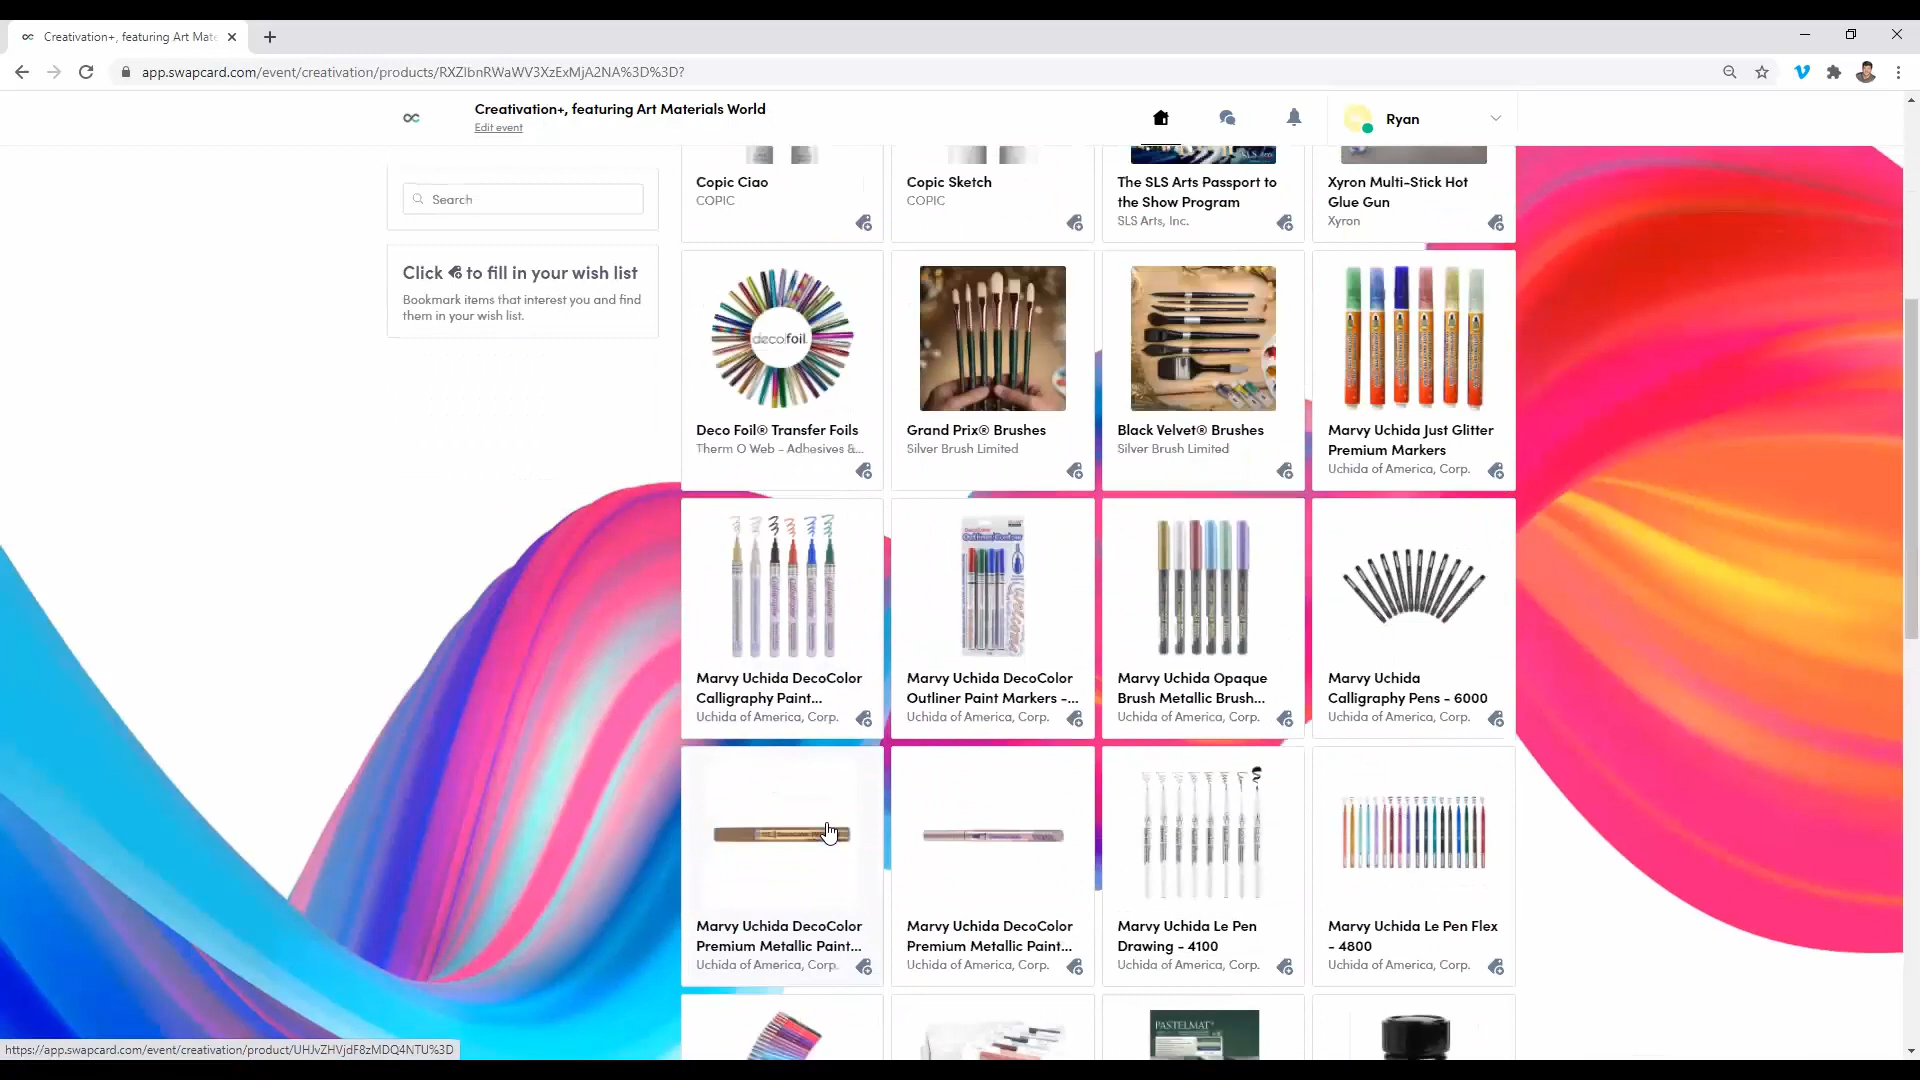 Creativation+, featuring Art Mate
app.swapcard.com/event/creativation/products/RXZlbnRWaWV3XzExMjA2NA%3D%3D?
Creativation+, featuring Art Materials World
Edit event
Ryan
Search
Click to fill in your wish list
Bookmark items that interest you and find
them in your wish list.
Copic Ciao
COPIC
Copic Sketch
COPIC
SLS Arts
The SLS Arts Passport to
the Show Program
SLS Arts, Inc.
Xyron Multi-Stick Hot
Glue Gun
Xyron
deco foil.
Deco Foil® Transfer Foils
Therm O Web - Adhesives &...
Grand Prix® Brushes
Silver Brush Limited
Black Velvet® Brushes
Silver Brush Limited
Marvy Uchida Just Glitter
Premium Markers
Uchida of America, Corp.
Marvy Uchida DecoColor
Calligraphy Paint...
Uchida of America, Corp.
Marvy Uchida DecoColor
Outliner Paint Markers -...
Uchida of America, Corp.
Marvy Uchida Opaque
Brush Metallic Brush...
Uchida of America, Corp.
Marvy Uchida
Calligraphy Pens - 6000
Uchida of America, Corp.
Marvy Uchida DecoColor
Premium Metallic Paint...
Uchida of America, Corp.
Marvy Uchida DecoColor
Premium Metallic Paint...
Uchida of America, Corp.
Marvy Uchida Le Pen
Drawing - 4100
Uchida of America, Corp.
Marvy Uchida Le Pen Flex
- 4800
Uchida of America, Corp.
PASTELMAT
https://app.swapcard.com/event/creativation/product/UHJvZHVjdF8zMDQ4NTU%3D